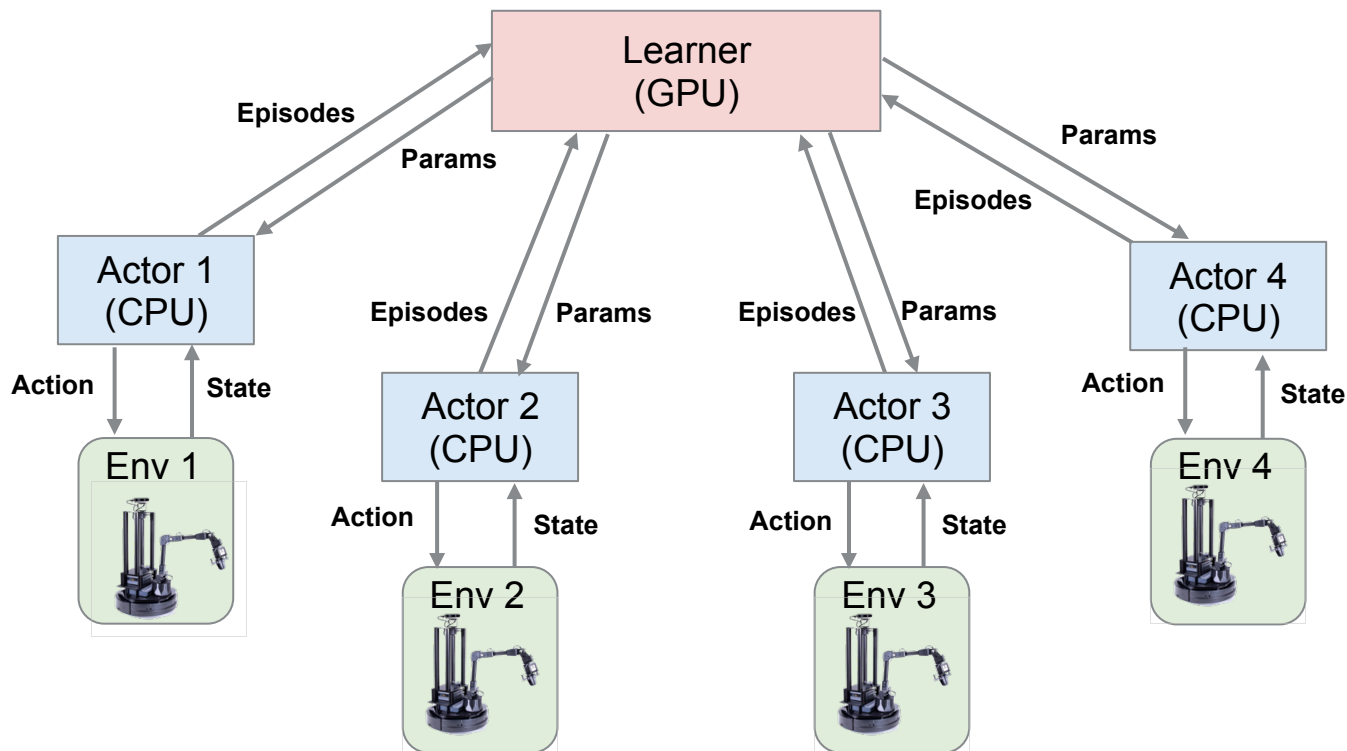 Learner
(GPU)
Episodes
Params
Params
Episodes
Actor 1
(CPU)
Episodes
Params
Episodes
Params
Actor 4
(CPU)
Action
State
Actor 2
(CPU)
Actor 3
(CPU)
Action
State
Env 1
Action
State
Action
State
Env 4
Env 2
Env 3